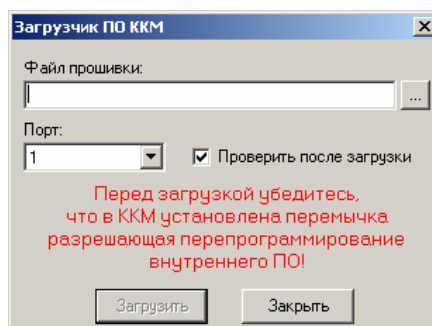 Загрузчик ПО ККМ
Файл прошивки:
...
Порт:
1
Проверить после загрузки
Перед загрузкой убедитесь,
что в ККМ установлена перемычка
разрешающая перепрограммирование
внутреннего ПО!
Загрузить Закрыть